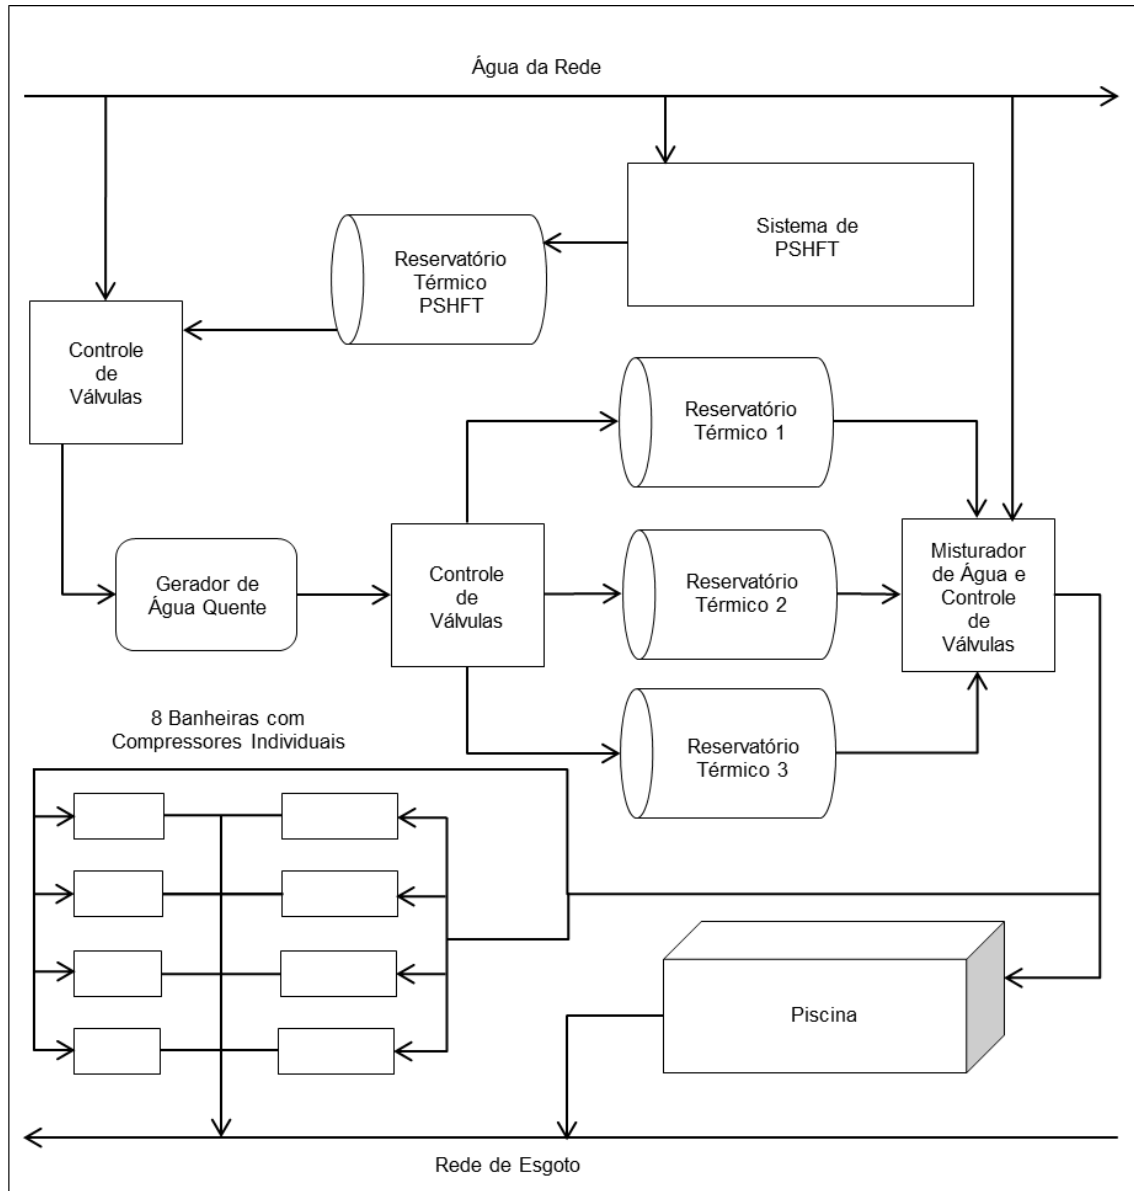 Água da Rede
Sistema de
PSHFT
Reservatório
Térmico
PSHFT
Controle
de
Válvulas
Reservatório
Térmico 1
Gerador de
Água Quente
Controle
de
Válvulas
Reservatório
Térmico 2
Misturador
de Água e
Controle
de
Válvulas
Reservatório
Térmico 3
8 Banheiras com
Compressores Individuais
Piscina
Rede de Esgoto